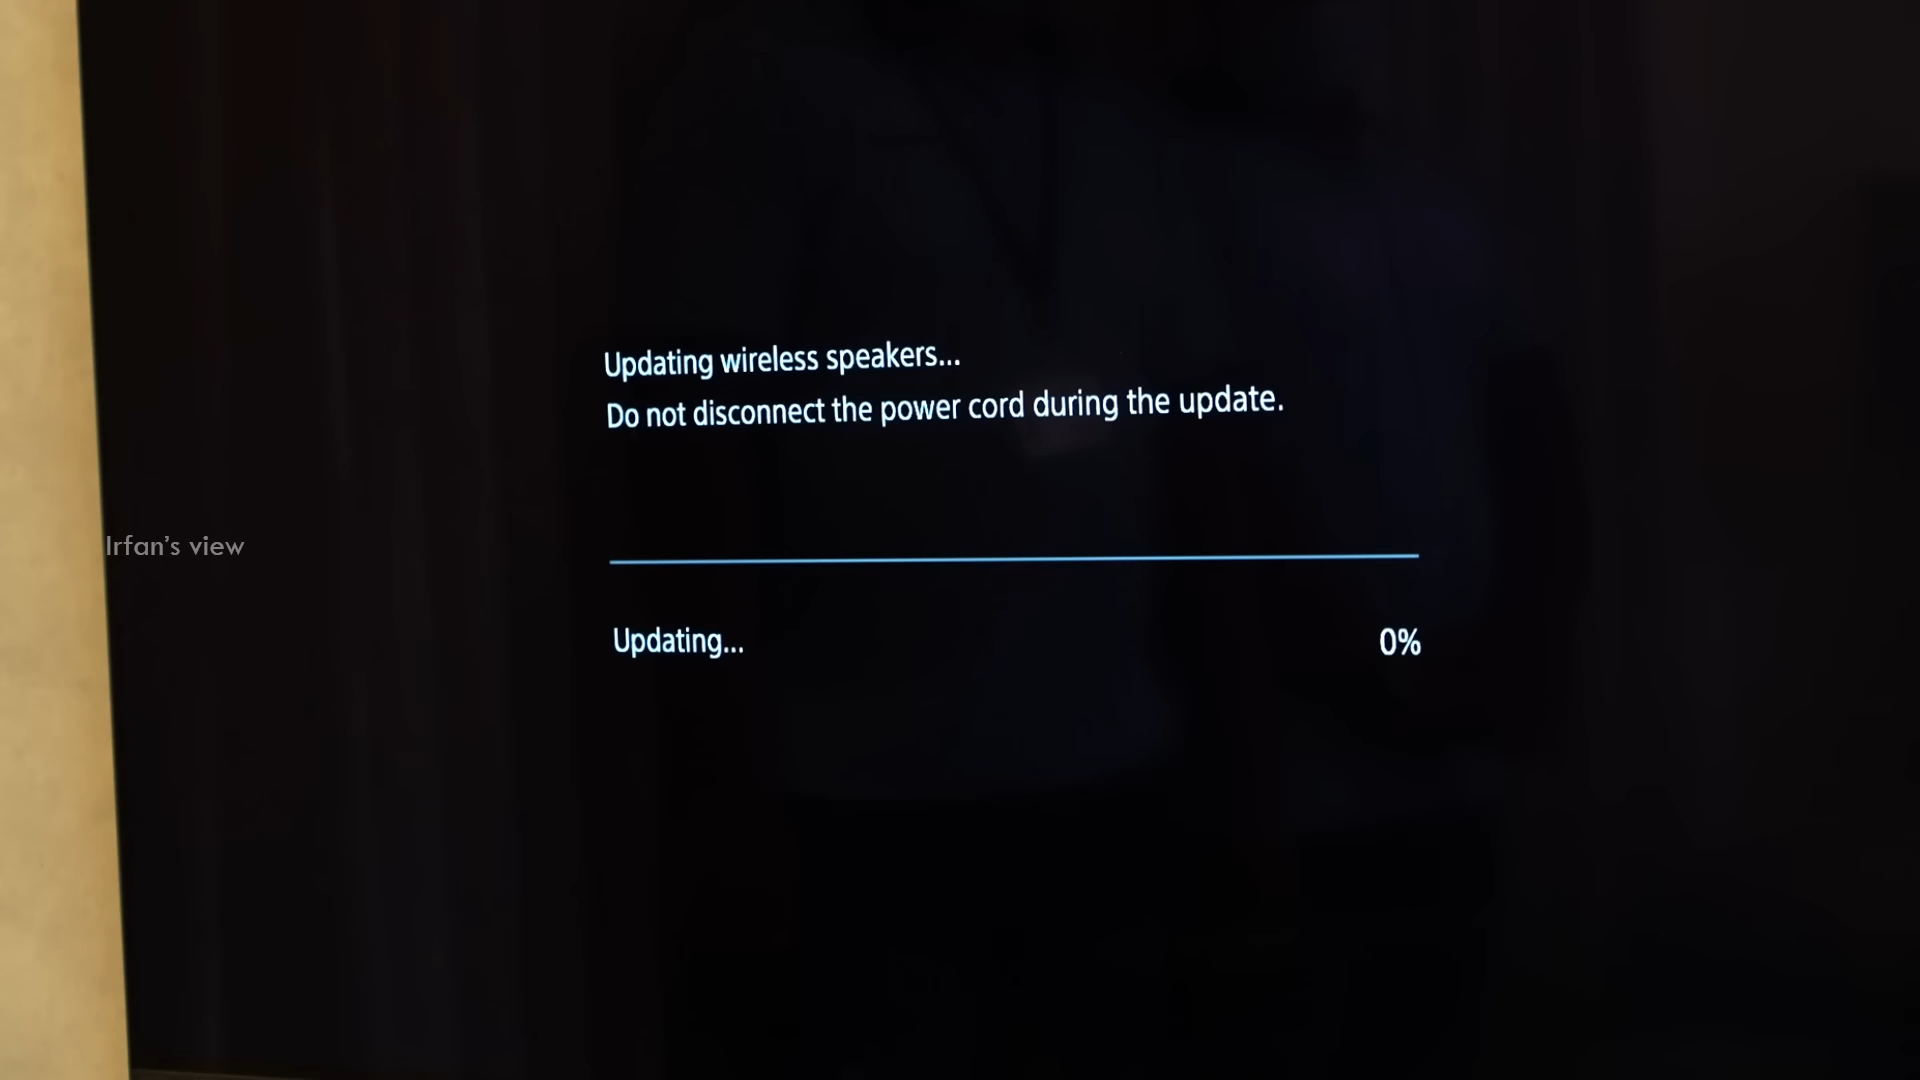 Updating wireless speakers...
Do not disconnect the power cord during the update.
Irfan's view
Updating...
0%